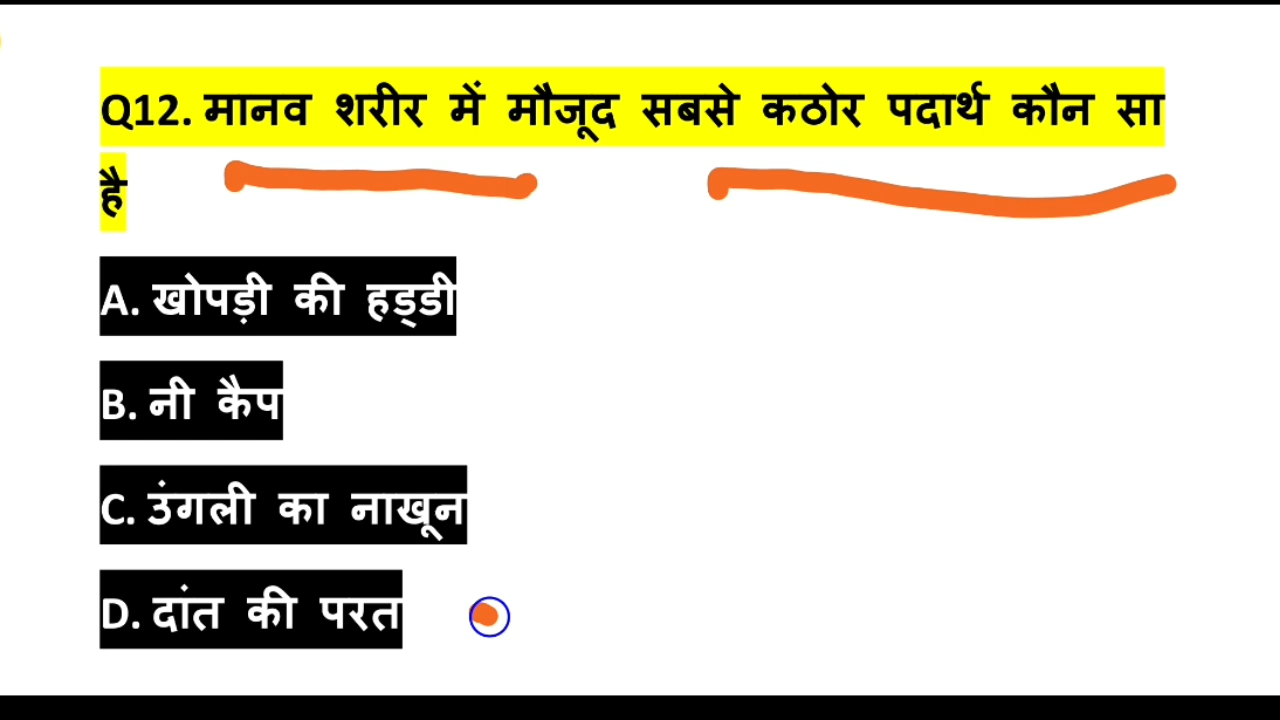 Q12. मानव शरीर में मौजूद सबसे कठोर पदार्थ कौन सा
है
A. खोपड़ी की हड्डी
B. नी कैप
C. उंगली का नाखून
D. दांत की परत